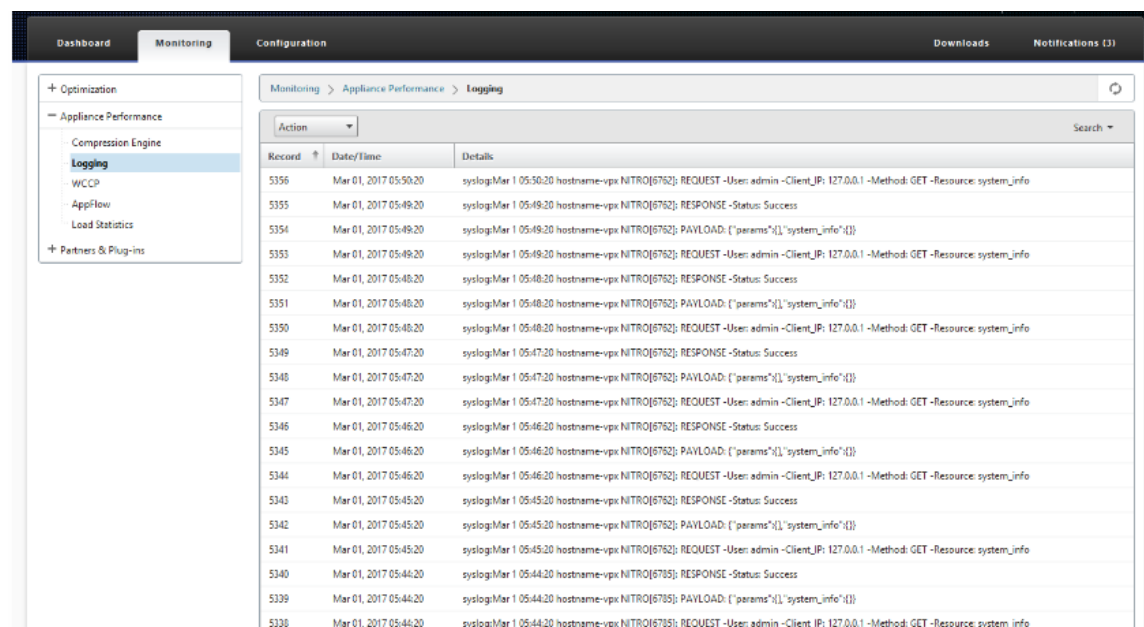 Dashboard Monitoring Configuration Downloads Notifications (3)
+ Optimization
− Appliance Performance
Compression Engine
Logging
WCCP
AppFlow
Load Statistics
+ Partners & Plug-ins
Monitoring > Appliance Performance > Logging
Action Search
Record Date/Time Details
5356 Mar 01, 2017 05:50:20 syslog:Mar 1 05:50:20 hostname-vpx NITRO[6762]: REQUEST -User: admin -Client_IP: 127.0.0.1 -Method: GET -Resource: system_info
5355 Mar 01, 2017 05:49:20 syslog:Mar 1 05:49:20 hostname-vpx NITRO[6762]: RESPONSE -Status: Success
5354 Mar 01, 2017 05:49:20 syslog:Mar 1 05:49:20 hostname-vpx NITRO[6762]: PAYLOAD: {"params":{},"system_info":{}}
5353 Mar 01, 2017 05:49:20 syslog:Mar 1 05:49:20 hostname-vpx NITRO[6762]: REQUEST -User: admin -Client_IP: 127.0.0.1 -Method: GET -Resource: system_info
5352 Mar 01, 2017 05:48:20 syslog:Mar 1 05:48:20 hostname-vpx NITRO[6762]: RESPONSE -Status: Success
5351 Mar 01, 2017 05:48:20 syslog:Mar 1 05:48:20 hostname-vpx NITRO[6762]: PAYLOAD: {"params":{},"system_info":{}}
5350 Mar 01, 2017 05:48:20 syslog:Mar 1 05:48:20 hostname-vpx NITRO[6762]: REQUEST -User: admin -Client_IP: 127.0.0.1 -Method: GET -Resource: system_info
5349 Mar 01, 2017 05:47:20 syslog:Mar 1 05:47:20 hostname-vpx NITRO[6762]: RESPONSE -Status: Success
5348 Mar 01, 2017 05:47:20 syslog:Mar 1 05:47:20 hostname-vpx NITRO[6762]: PAYLOAD: {"params":{},"system_info":{}}
5347 Mar 01, 2017 05:47:20 syslog:Mar 1 05:47:20 hostname-vpx NITRO[6762]: REQUEST -User: admin -Client_IP: 127.0.0.1 -Method: GET -Resource: system_info
5346 Mar 01, 2017 05:46:20 syslog:Mar 1 05:46:20 hostname-vpx NITRO[6762]: RESPONSE -Status: Success
5345 Mar 01, 2017 05:46:20 syslog:Mar 1 05:46:20 hostname-vpx NITRO[6762]: PAYLOAD: {"params":{},"system_info":{}}
5344 Mar 01, 2017 05:46:20 syslog:Mar 1 05:46:20 hostname-vpx NITRO[6762]: REQUEST -User: admin -Client_IP: 127.0.0.1 -Method: GET -Resource: system_info
5343 Mar 01, 2017 05:45:20 syslog:Mar 1 05:45:20 hostname-vpx NITRO[6762]: RESPONSE -Status: Success
5342 Mar 01, 2017 05:45:20 syslog:Mar 1 05:45:20 hostname-vpx NITRO[6762]: PAYLOAD: {"params":{},"system_info":{}}
5341 Mar 01, 2017 05:45:20 syslog:Mar 1 05:45:20 hostname-vpx NITRO[6762]: REQUEST -User: admin -Client_IP: 127.0.0.1 -Method: GET -Resource: system_info
5340 Mar 01, 2017 05:44:20 syslog:Mar 1 05:44:20 hostname-vpx NITRO[6785]: RESPONSE -Status: Success
5339 Mar 01, 2017 05:44:20 syslog:Mar 1 05:44:20 hostname-vpx NITRO[6785]: PAYLOAD: {"params":{},"system_info":{}}
5338 Mar 01, 2017 05:44:20 syslog:Mar 1 05:44:20 hostname-vpx NITRO[6785]: REQUEST -User: admin -Client_IP: 127.0.0.1 -Method: GET -Resource: system_info